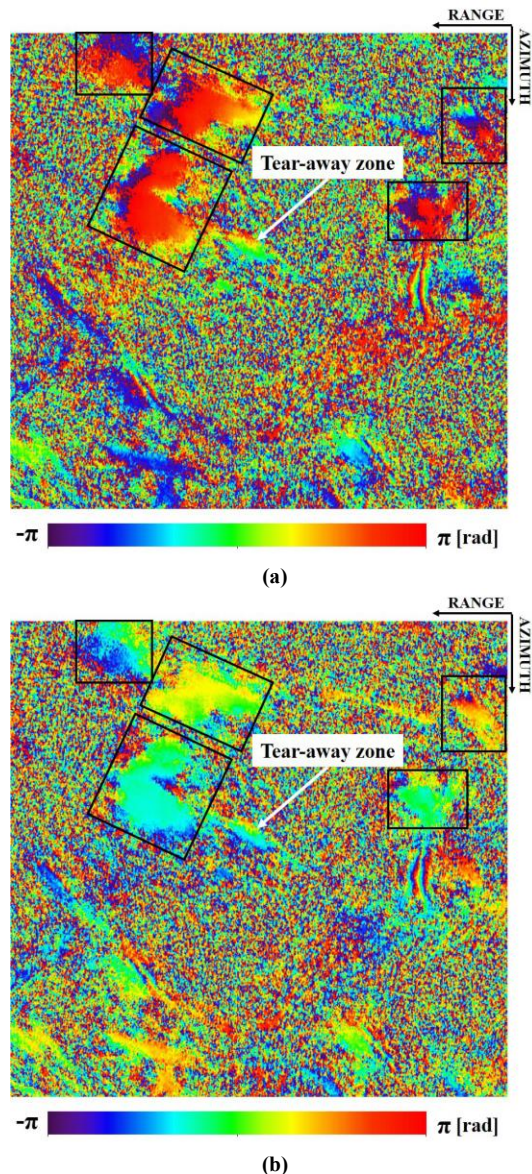 RANGE
AZIMUTH
Tear-away zone
-π
π [rad]
(a)
RANGE
AZIMUTH
Tear-away zone
-π
π [rad]
(b)